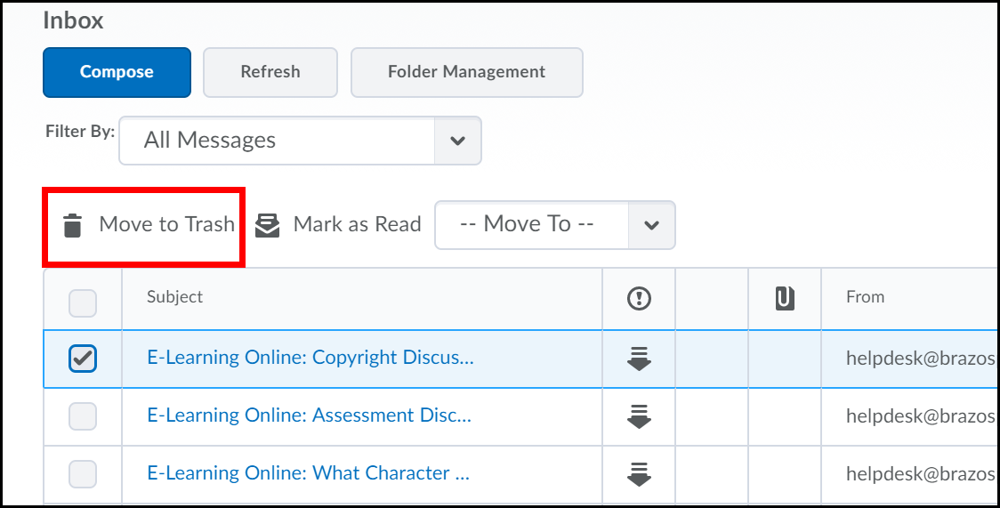 Inbox
Compose Refresh Folder Management
Filter By: All Messages
Move to Trash Mark as Read -- Move To --
Subject From
E-Learning Online: Copyright Discus... helpdesk@brazos
E-Learning Online: Assessment Disc... helpdesk@brazos
E-Learning Online: What Character ... helpdesk@brazos